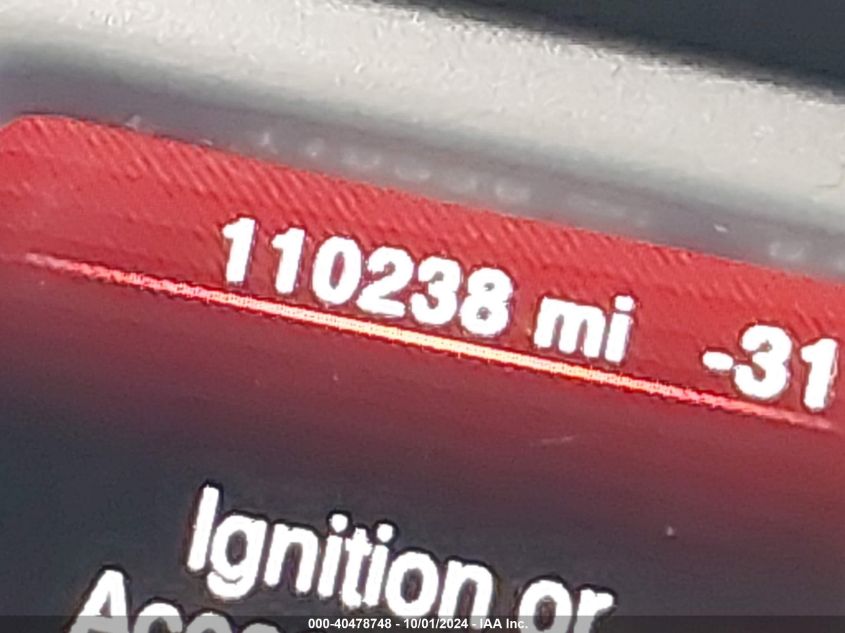 110238 mi -31
Ignition or
000-40478748 - 10/01/2024 - IAA Inc.